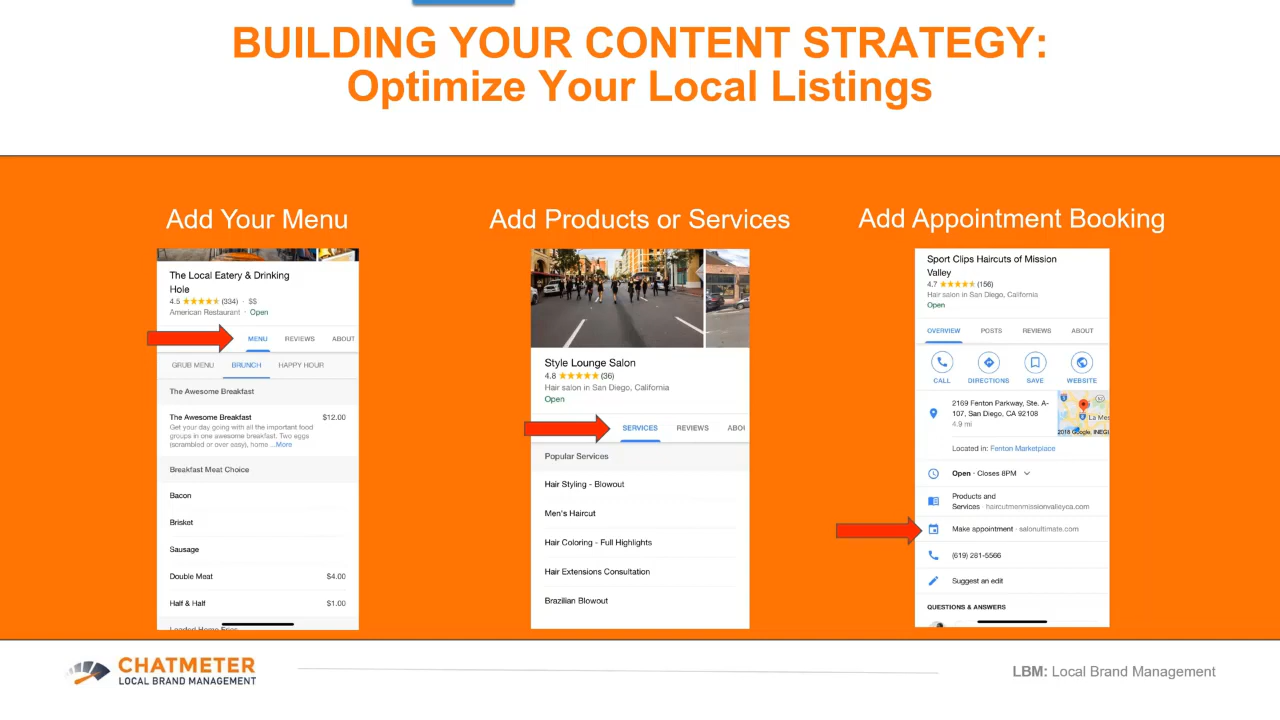 BUILDING YOUR CONTENT STRATEGY:
Optimize Your Local Listings
Add Your Menu
The Local Eatery & Drinking
Hole
4.5 ★★★★★ (334) · $$
American Restaurant · Open
MENU REVIEWS ABOUT
GRUB MENU BRUNCH HAPPY HOUR
The Awesome Breakfast
The Awesome Breakfast $12.00
Get your day going with all the important food
groups in one awesome breakfast. Two eggs
(scrambled or over easy), home ...More
Breakfast Meat Choice
Bacon
Brisket
Sausage
Double Meat $4.00
Half & Half $1.00
Loaded Home Fries
Add Products or Services
Style Lounge Salon
4.8 ★★★★★ (36)
Hair salon in San Diego, California
Open
SERVICES REVIEWS ABOU
Popular Services
Hair Styling - Blowout
Men's Haircut
Hair Coloring - Full Highlights
Hair Extensions Consultation
Brazilian Blowout
Add Appointment Booking
Sport Clips Haircuts of Mission
Valley
4.7 ★★★★★ (156)
Hair salon in San Diego, California
Open
OVERVIEW POSTS REVIEWS ABOUT
CALL DIRECTIONS SAVE WEBSITE
2169 Fenton Parkway, Ste. A-
107, San Diego, CA 92108
4.9 mi
La Mes
2018 Google, INEGI
Located in: Fenton Marketplace
Open · Closes 8PM
Products and
Services · haircutmenmissionvalleyca.com
Make appointment · salonultimate.com
(619) 281-5566
Suggest an edit
QUESTIONS & ANSWERS
CHATMETER
LOCAL BRAND MANAGEMENT
LBM: Local Brand Management